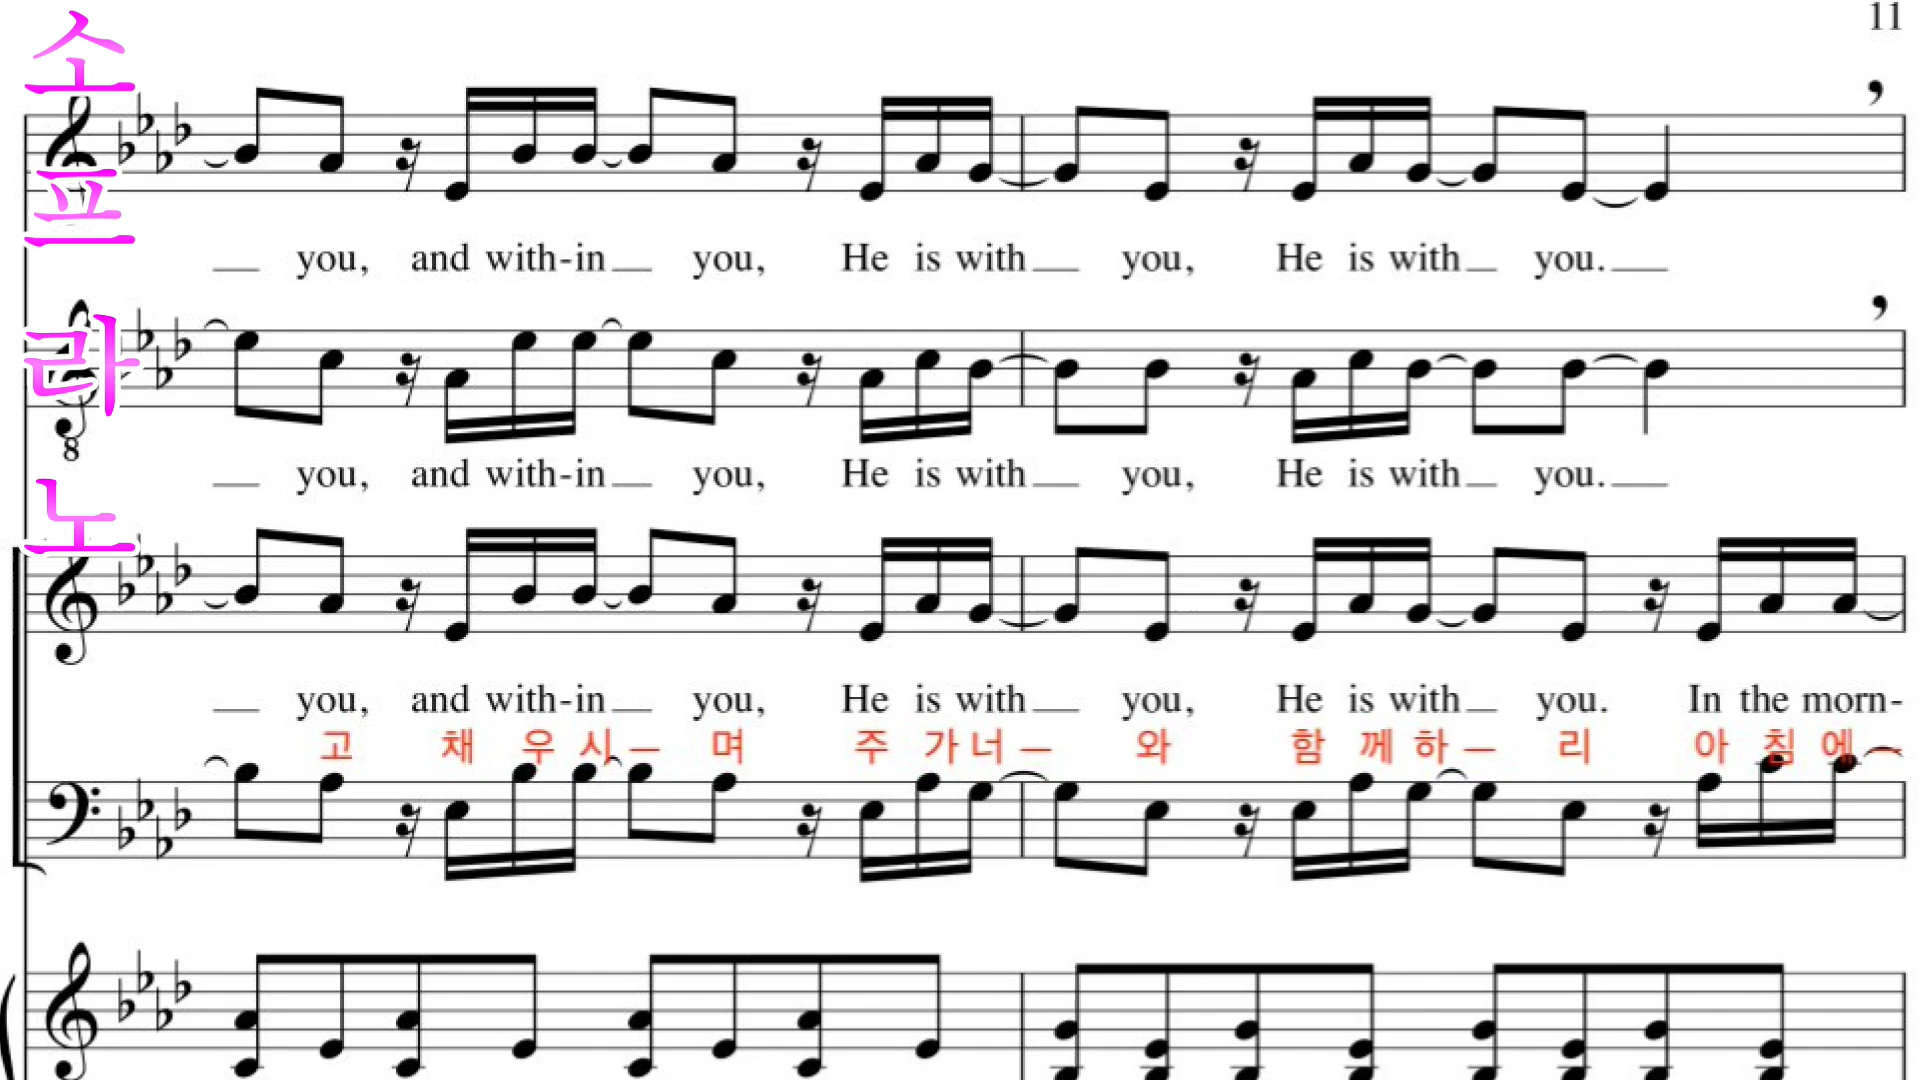 11
소프라노
you, and with-in you, He is with you, He is with you.
8
you, and with-in you, He is with you, He is with you.
you, and with-in you, He is with you, He is with you. In the morn-
고 채 우 시 – 며 주 가 너 – 와 함 께 하 – 리 아 침 에 –